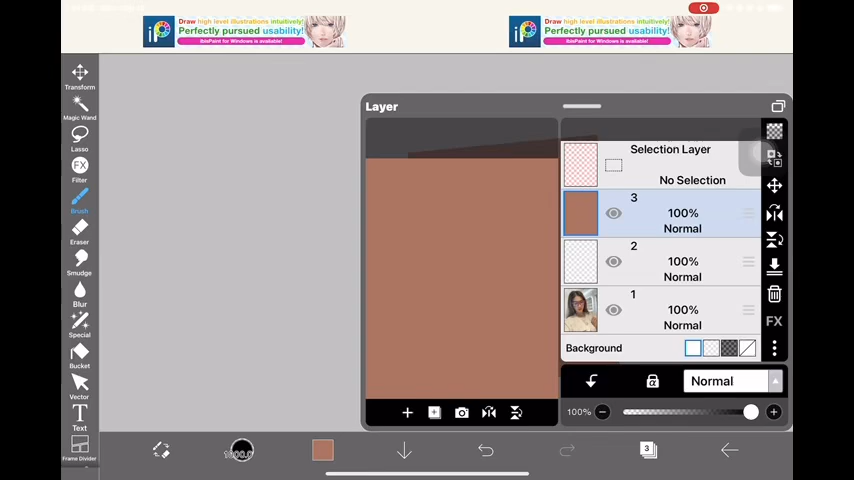 Draw high level illustrations intuitively!
Perfectly pursued usability!
ibisPaint for Windows is available!
Draw high level illustrations intuitively!
Perfectly pursued usability!
ibisPaint for Windows is available!
Transform
Magic Wand
Lasso
FX
Filter
Brush
Eraser
Smudge
Blur
Special
Bucket
Vector
T
Text
Frame Divider
Layer
Selection Layer
No Selection
3
100%
Normal
2
100%
Normal
1
100%
Normal
Background
FX
Normal
100%
1000.0
3